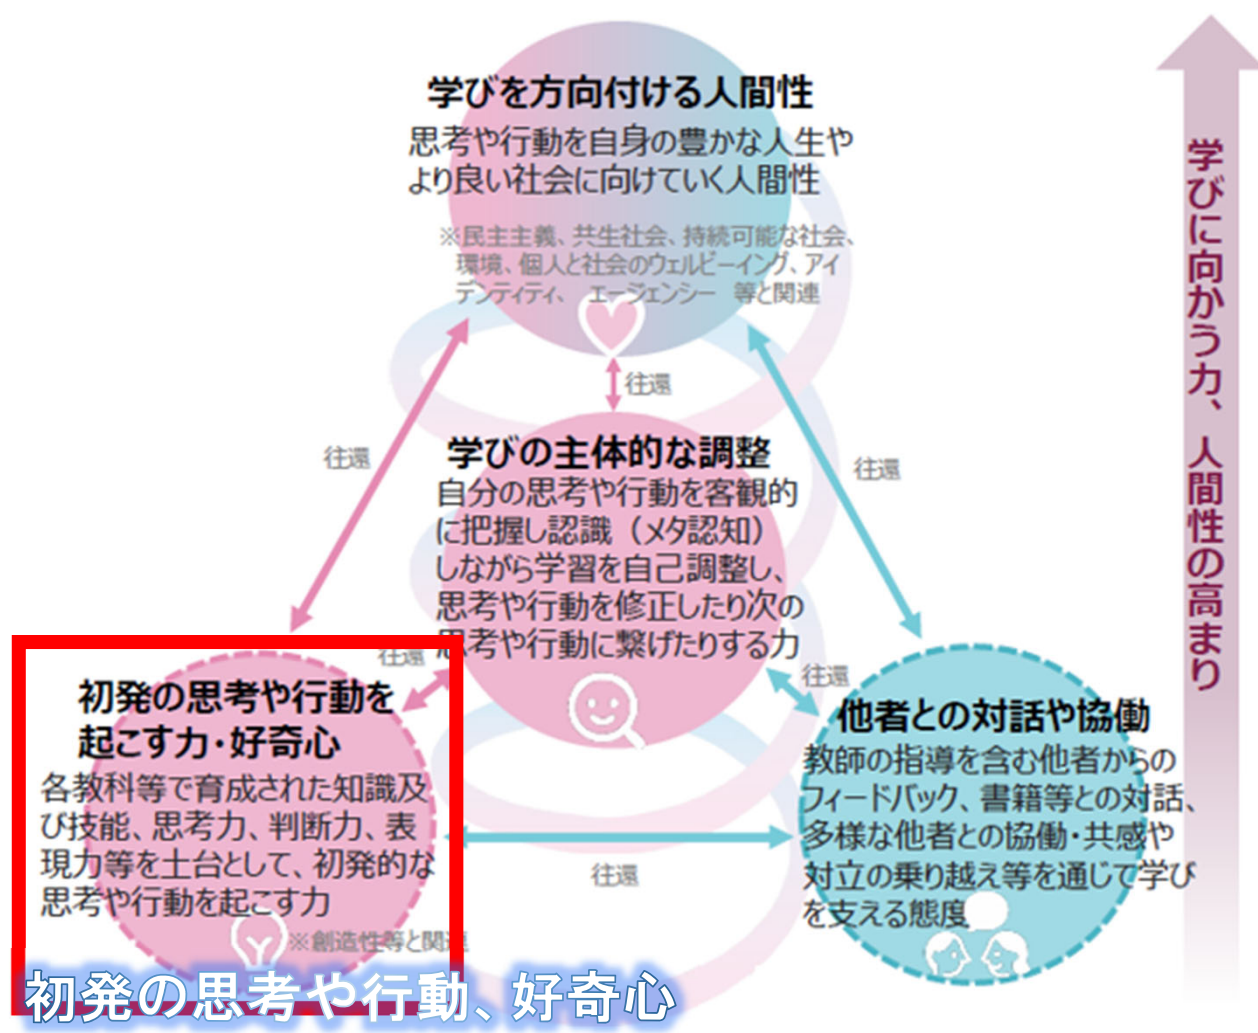 学びを方向付ける人間性
思考や行動を自身の豊かな人生や
より良い社会に向けていく人間性
※民主主義、共生社会、持続可能な社会、
環境、個人と社会のウェルビーイング、アイ
デンティティ、 エージェンシー 等と関連
往還
往還
往還
学びの主体的な調整
自分の思考や行動を客観的
に把握し認識（メタ認知）
しながら学習を自己調整し、
思考や行動を修正したり次の
思考や行動に繋げたりする力
往還
往還
初発の思考や行動を
起こす力・好奇心
各教科等で育成された知識及
び技能、思考力、判断力、表
現力等を土台として、初発的な
思考や行動を起こす力
※創造性等と関連
往還
他者との対話や協働
教師の指導を含む他者からの
フィードバック、書籍等との対話、
多様な他者との協働・共感や
対立の乗り越え等を通じて学び
を支える態度
学びに向かう力、人間性の高まり
初発の思考や行動、好奇心